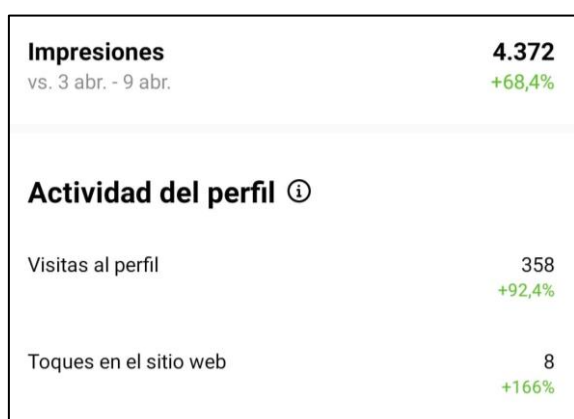 Impresiones 4.372
vs. 3 abr. - 9 abr. +68,4%
Actividad del perfil
Visitas al perfil 358
+92,4%
Toques en el sitio web 8
+166%